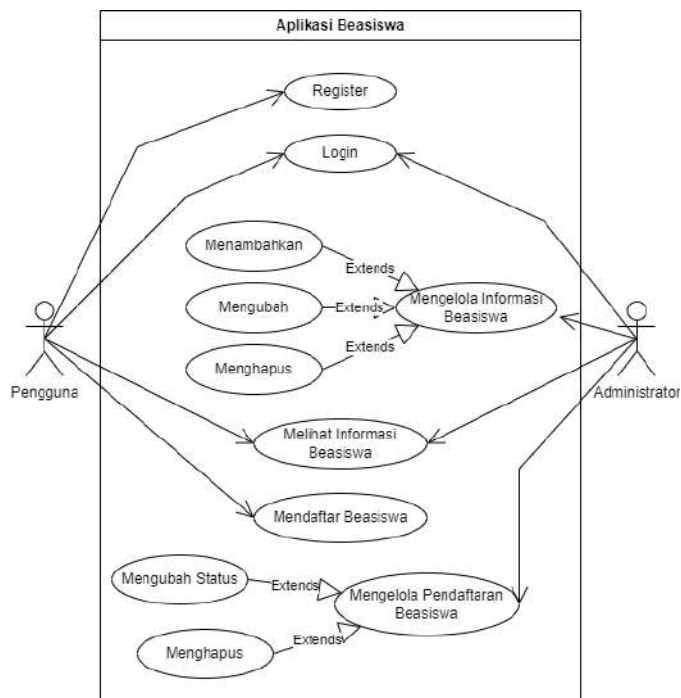 Aplikasi Beasiswa
Register
Login
Menambahkan
Extends
Mengubah
Extends
Mengelola Informasi
Beasiswa
Menghapus
Extends
Pengguna
Administrator
Melihat Informasi
Beasiswa
Mendaftar Beasiswa
Mengubah Status
Extends
Mengelola Pendaftaran
Beasiswa
Menghapus
Extends